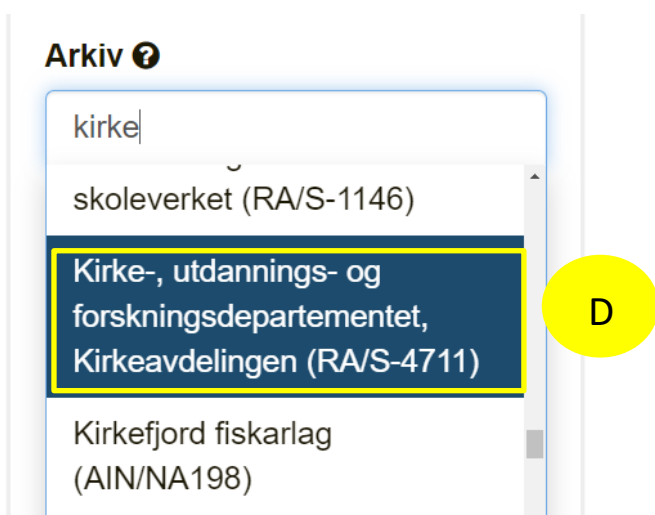 Arkiv ?
kirke
skoleverket (RA/S-1146)
Kirke-, utdannings- og
forskningsdepartementet,
Kirkeavdelingen (RA/S-4711)
D
Kirkefjord fiskarlag
(AIN/NA198)